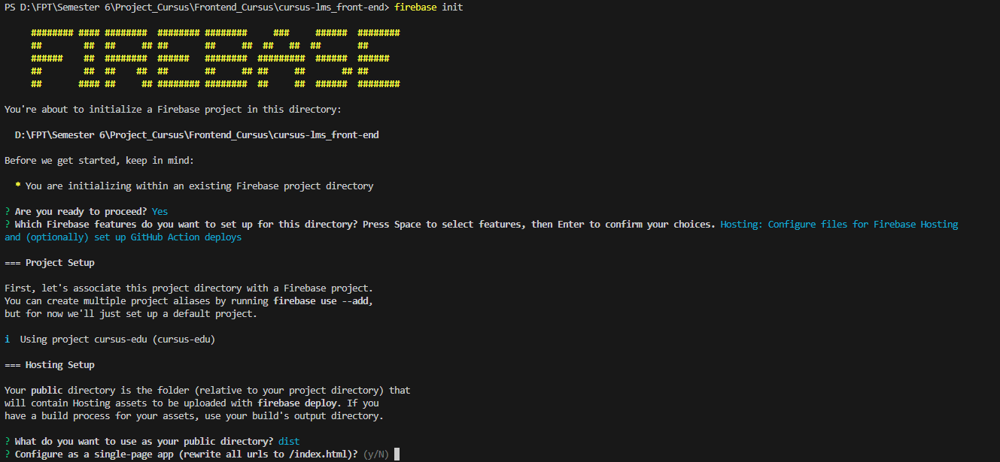 PS D:\FPT\Semester 6\Project_Cursus\Frontend_Cursus\cursus-lms_front-end> firebase init
######## #### ########  ######## ########     ###     ######  ########
##        ##  ##     ## ##       ##     ##  ##   ##  ##       ##
######    ##  ########  ######   ########  #########  ######  ######
##        ##  ##    ##  ##       ##     ## ##     ##       ## ##
##       #### ##     ## ######## ########  ##     ##  ######  ########
You're about to initialize a Firebase project in this directory:
D:\FPT\Semester 6\Project_Cursus\Frontend_Cursus\cursus-lms_front-end
Before we get started, keep in mind:
* You are initializing within an existing Firebase project directory
? Are you ready to proceed? Yes
? Which Firebase features do you want to set up for this directory? Press Space to select features, then Enter to confirm your choices. Hosting: Configure files for Firebase Hosting
and (optionally) set up GitHub Action deploys
=== Project Setup
First, let's associate this project directory with a Firebase project.
You can create multiple project aliases by running firebase use --add,
but for now we'll just set up a default project.
i  Using project cursus-edu (cursus-edu)
=== Hosting Setup
Your public directory is the folder (relative to your project directory) that
will contain Hosting assets to be uploaded with firebase deploy. If you
have a build process for your assets, use your build's output directory.
? What do you want to use as your public directory? dist
? Configure as a single-page app (rewrite all urls to /index.html)? (y/N)